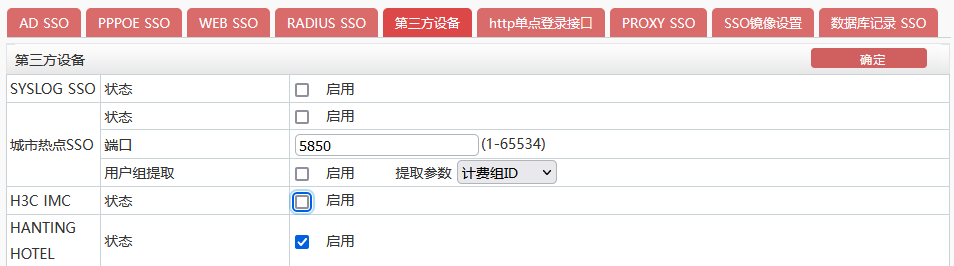 AD SSO PPPOE SSO WEB SSO RADIUS SSO 第三方设备 http单点登录接口 PROXY SSO SSO镜像设置 数据库记录 SSO
第三方设备 确定
SYSLOG SSO 状态 启用
城市热点SSO 状态 启用
端口 5850 (1-65534)
用户组提取 启用 提取参数 计费组ID
H3C IMC 状态 启用
HANTING
HOTEL 状态 启用